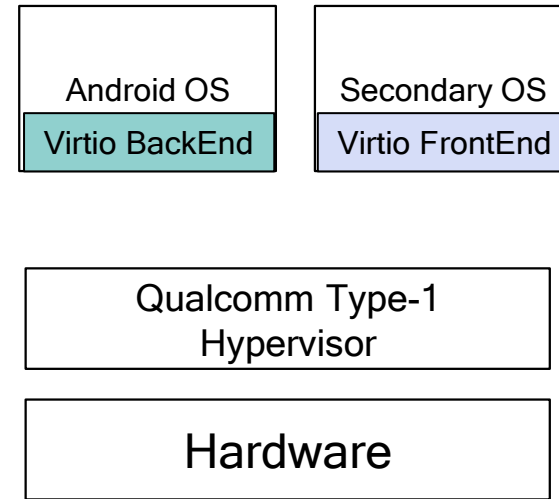 Android OS
Virtio BackEnd
Secondary OS
Virtio FrontEnd
Qualcomm Type-1
Hypervisor
Hardware